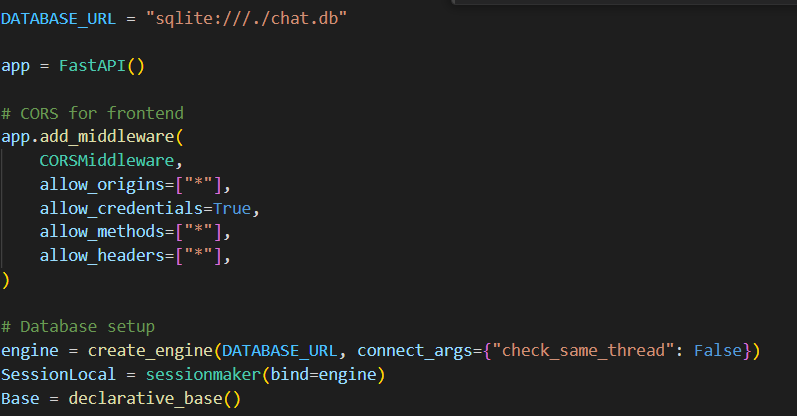 DATABASE_URL = "sqlite:///./chat.db"
app = FastAPI()
# CORS for frontend
app.add_middleware(
    CORSMiddleware,
    allow_origins=["*"],
    allow_credentials=True,
    allow_methods=["*"],
    allow_headers=["*"],
)
# Database setup
engine = create_engine(DATABASE_URL, connect_args={"check_same_thread": False})
SessionLocal = sessionmaker(bind=engine)
Base = declarative_base()